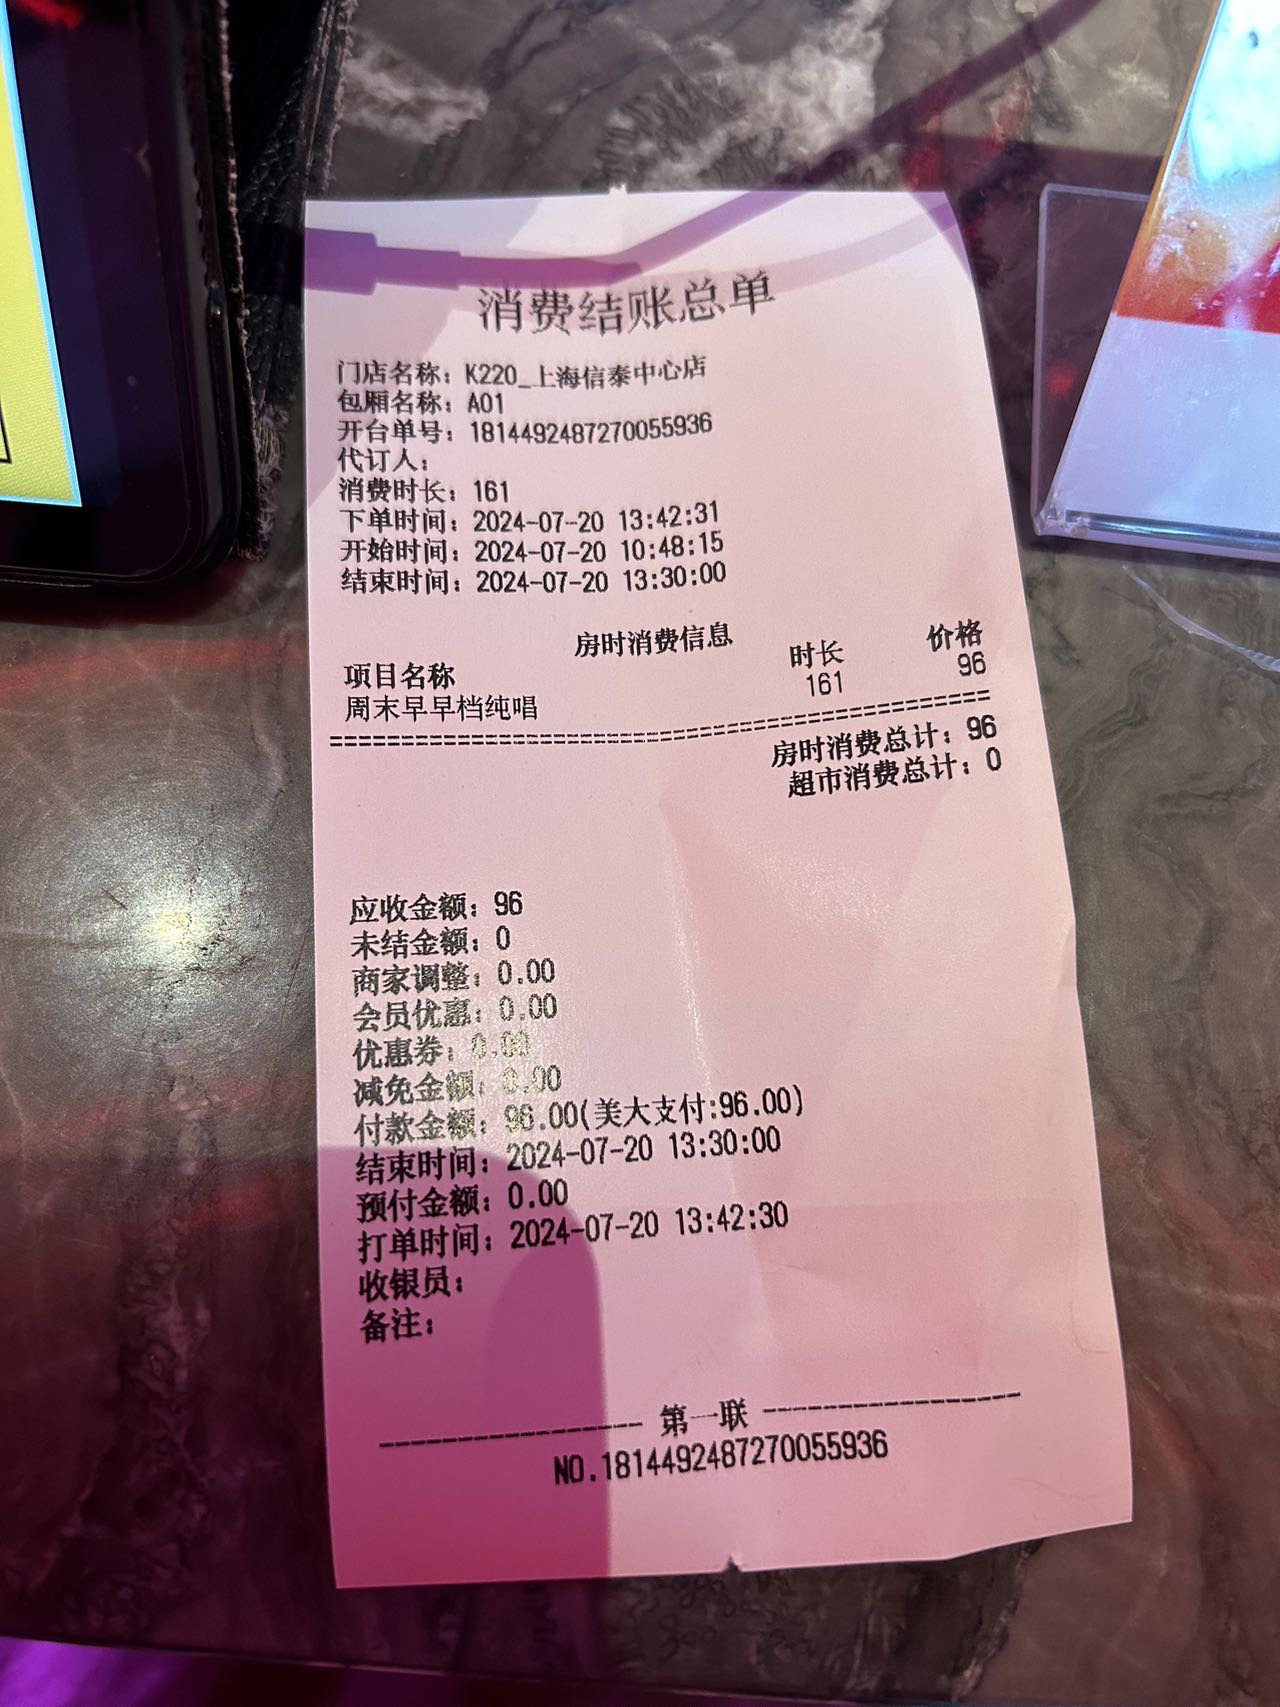 消费结账总单
门店名称：K220_上海信泰中心店
包厢名称：A01
开台单号：1814492487270055936
代订人：
消费时长：161
下单时间：2024-07-20 13:42:31
开始时间：2024-07-20 10:48:15
结束时间：2024-07-20 13:30:00
房时消费信息
项目名称 时长 价格
周末早早档纯唱 161 96
房时消费总计：96
超市消费总计：0
应收金额：96
未结金额：0
商家调整：0.00
会员优惠：0.00
优惠券：0.00
减免金额：0.00
付款金额：96.00(美大支付:96.00)
结束时间：2024-07-20 13:30:00
预付金额：0.00
打单时间：2024-07-20 13:42:30
收银员：
备注：
第一联
NO.1814492487270055936